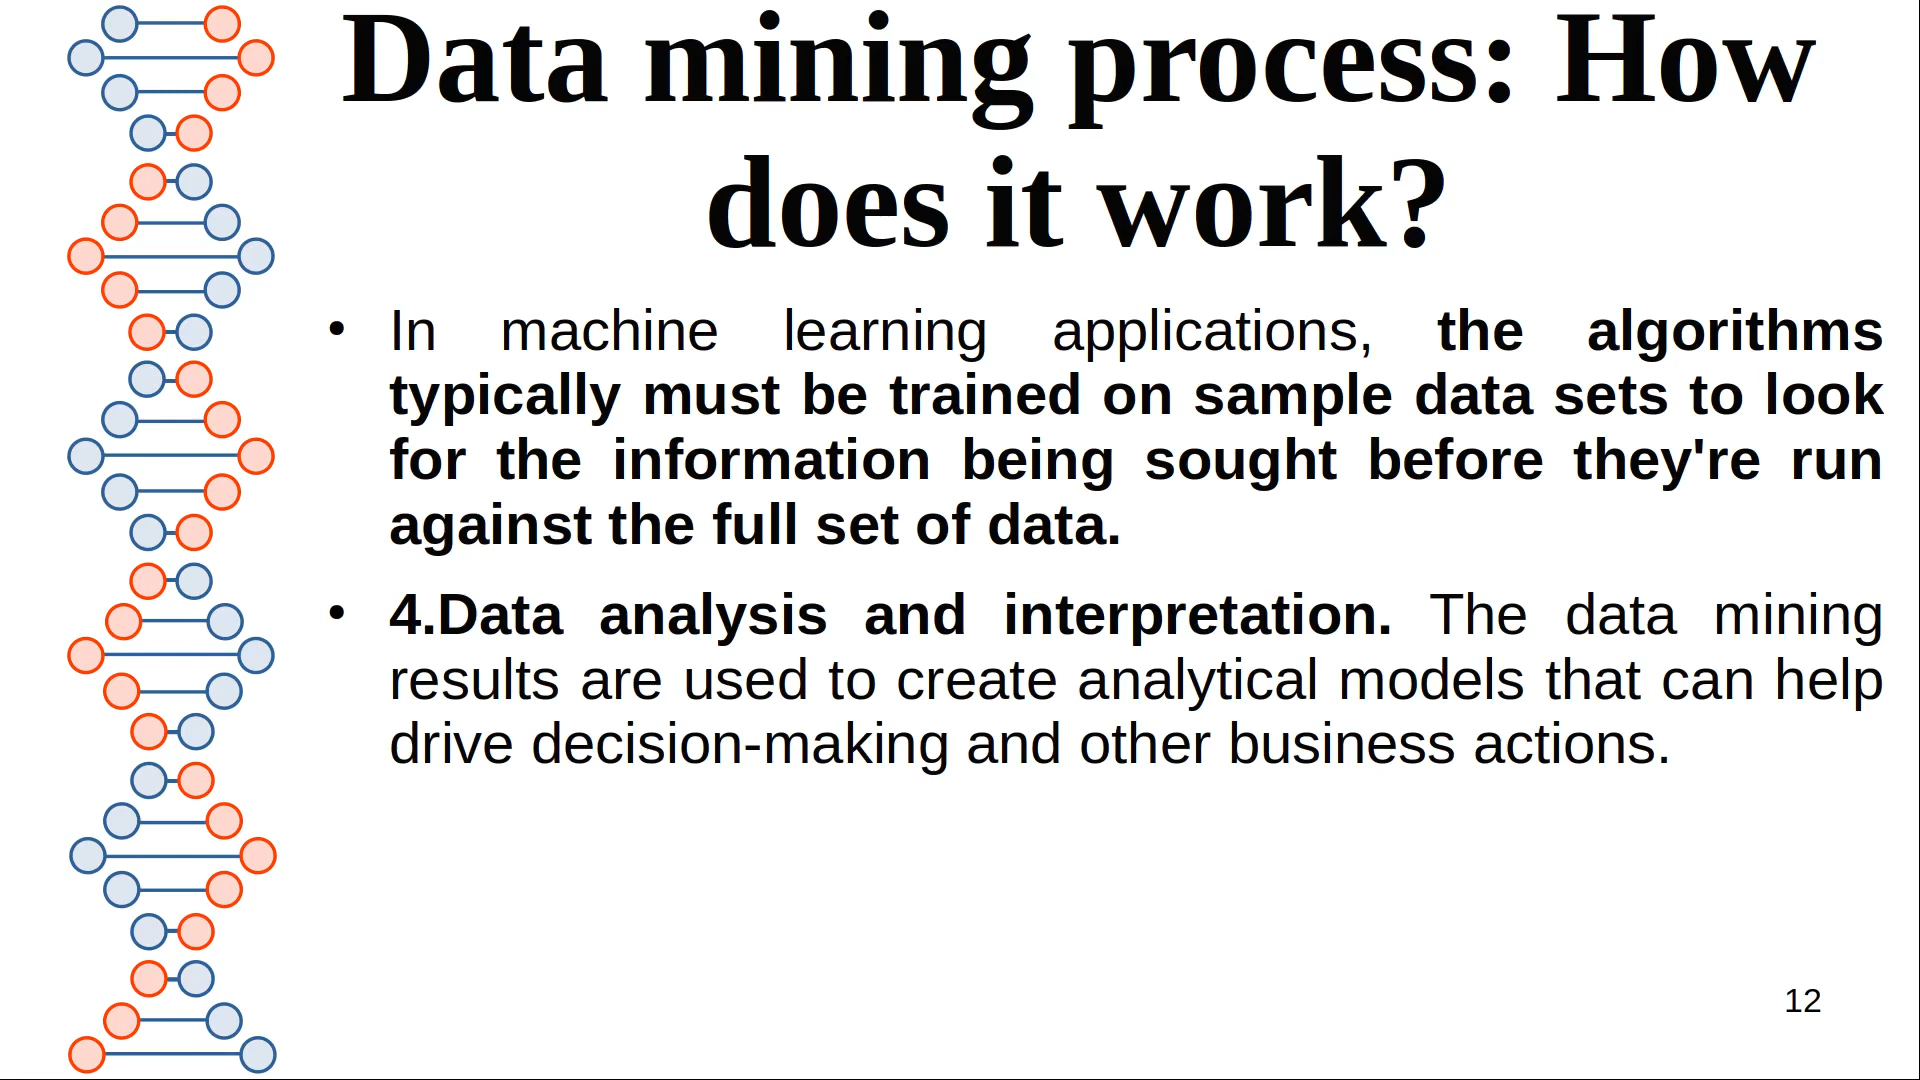 Data mining process: How
does it work?
• In machine learning applications, the algorithms
typically must be trained on sample data sets to look
for the information being sought before they're run
against the full set of data.
• 4.Data analysis and interpretation. The data mining
results are used to create analytical models that can help
drive decision-making and other business actions.
12